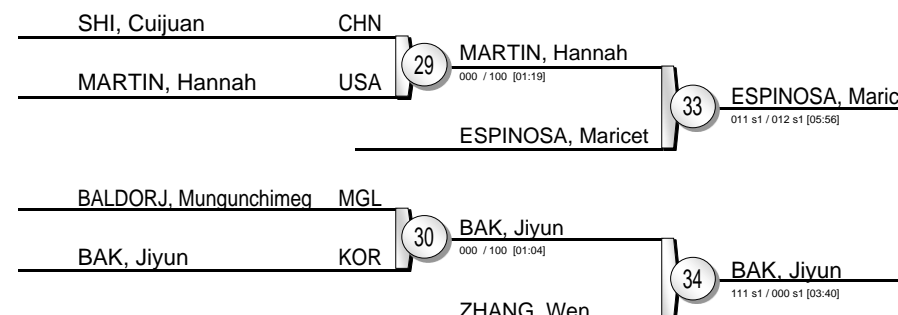 SHI, Cuijuan CHN
29
MARTIN, Hannah
000 / 100 [01:19]
MARTIN, Hannah USA
33
ESPINOSA, Maric
011 s1 / 012 s1 [05:56]
ESPINOSA, Maricet
BALDORJ, Mungunchimeg MGL
30
BAK, Jiyun
000 / 100 [01:04]
BAK, Jiyun KOR
34
BAK, Jiyun
111 s1 / 000 s1 [03:40]
ZHANG, Wen